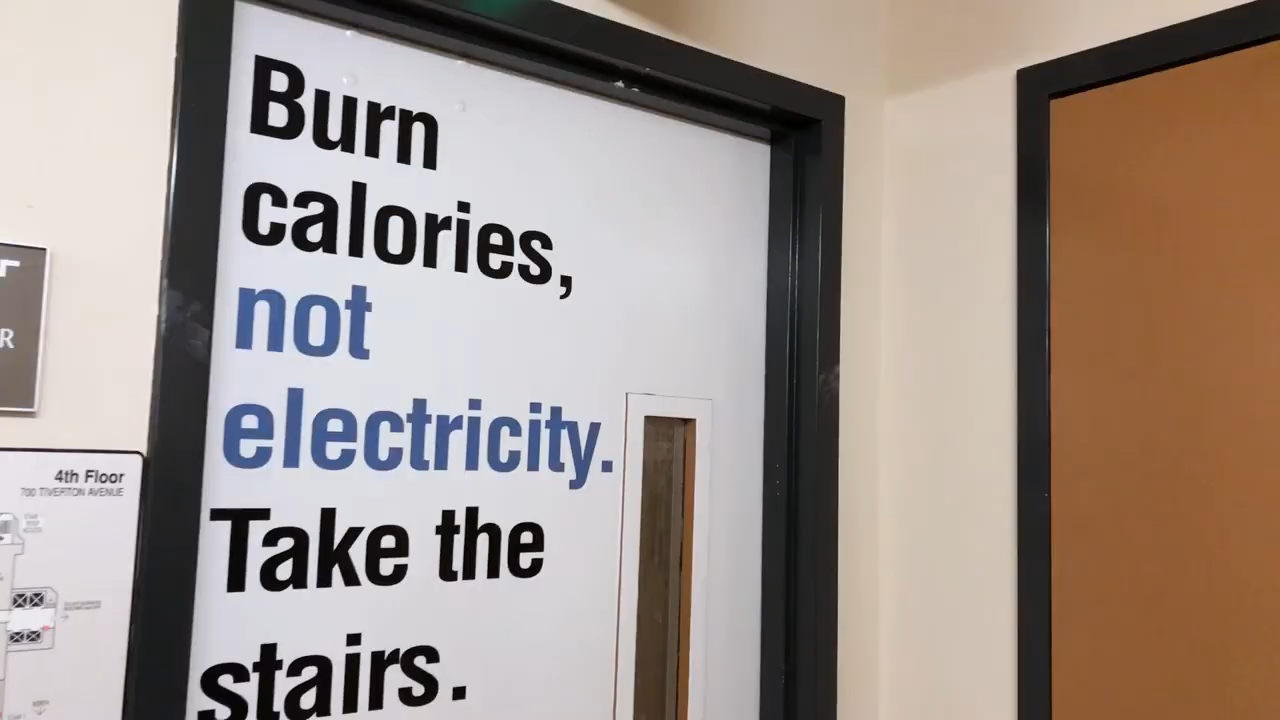 Burn
calories,
not
electricity.
Take the
stairs.
R
4th Floor
700 TIVERTON AVENUE